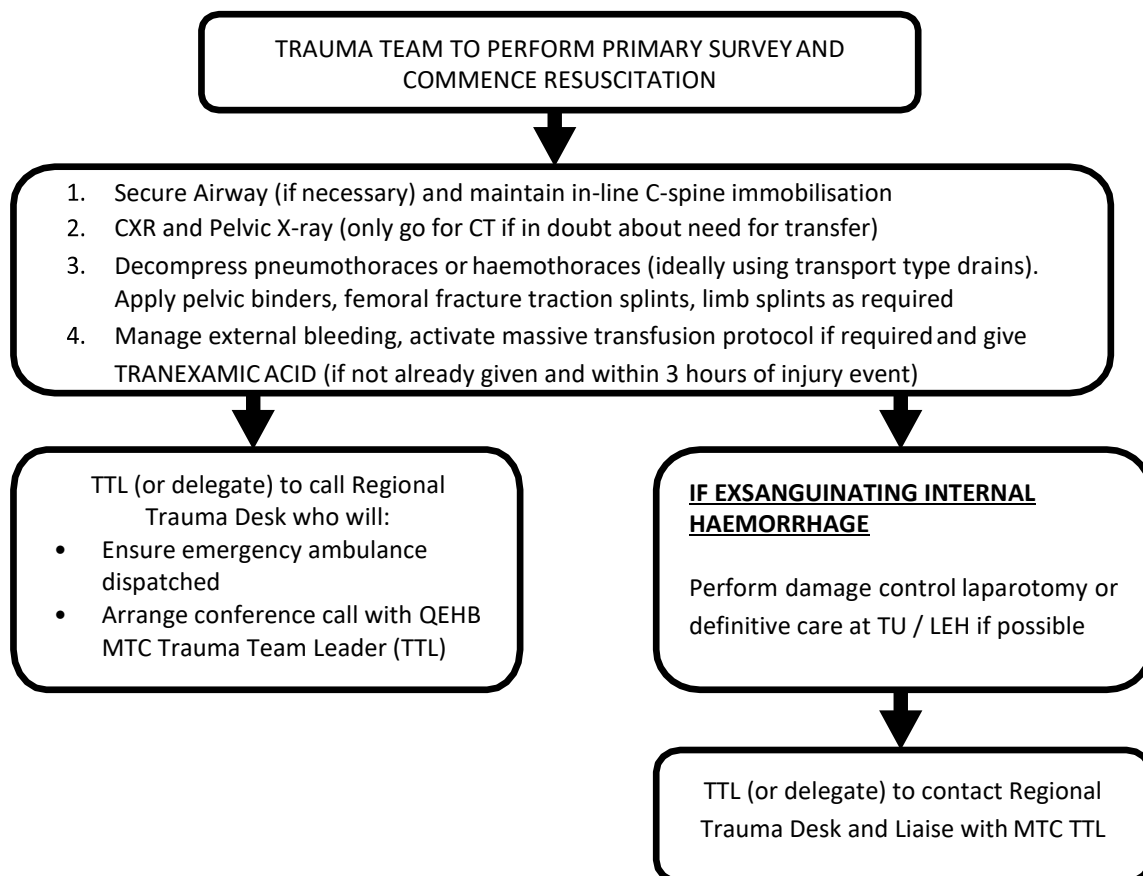 TRAUMA TEAM TO PERFORM PRIMARY SURVEY AND
COMMENCE RESUSCITATION
1. Secure Airway (if necessary) and maintain in-line C-spine immobilisation
2. CXR and Pelvic X-ray (only go for CT if in doubt about need for transfer)
3. Decompress pneumothoraces or haemothoraces (ideally using transport type drains).
Apply pelvic binders, femoral fracture traction splints, limb splints as required
4. Manage external bleeding, activate massive transfusion protocol if required and give
TRANEXAMIC ACID (if not already given and within 3 hours of injury event)
TTL (or delegate) to call Regional
Trauma Desk who will:
• Ensure emergency ambulance
dispatched
• Arrange conference call with QEHB
MTC Trauma Team Leader (TTL)
IF EXSANGUINATING INTERNAL
HAEMORRHAGE
Perform damage control laparotomy or
definitive care at TU / LEH if possible
TTL (or delegate) to contact Regional
Trauma Desk and Liaise with MTC TTL